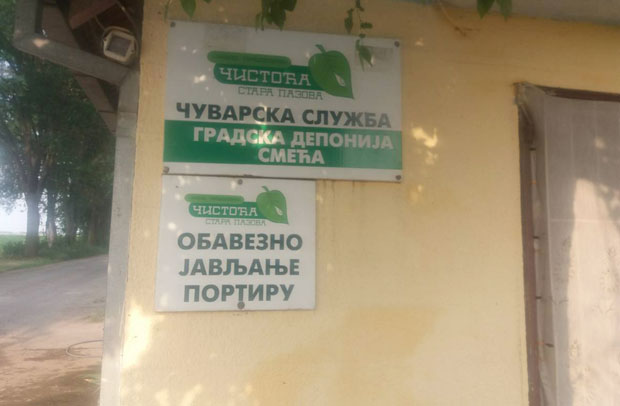 ЧИСТОЋА
СТАРА ПАЗОВА
ЧУВАРСКА СЛУЖБА
ГРАДСКА ДЕПОНИЈА
СМЕЋА
ЧИСТОЋА
СТАРА ПАЗОВА
ОБАВЕЗНО
ЈАВЉАЊЕ
ПОРТИРУ